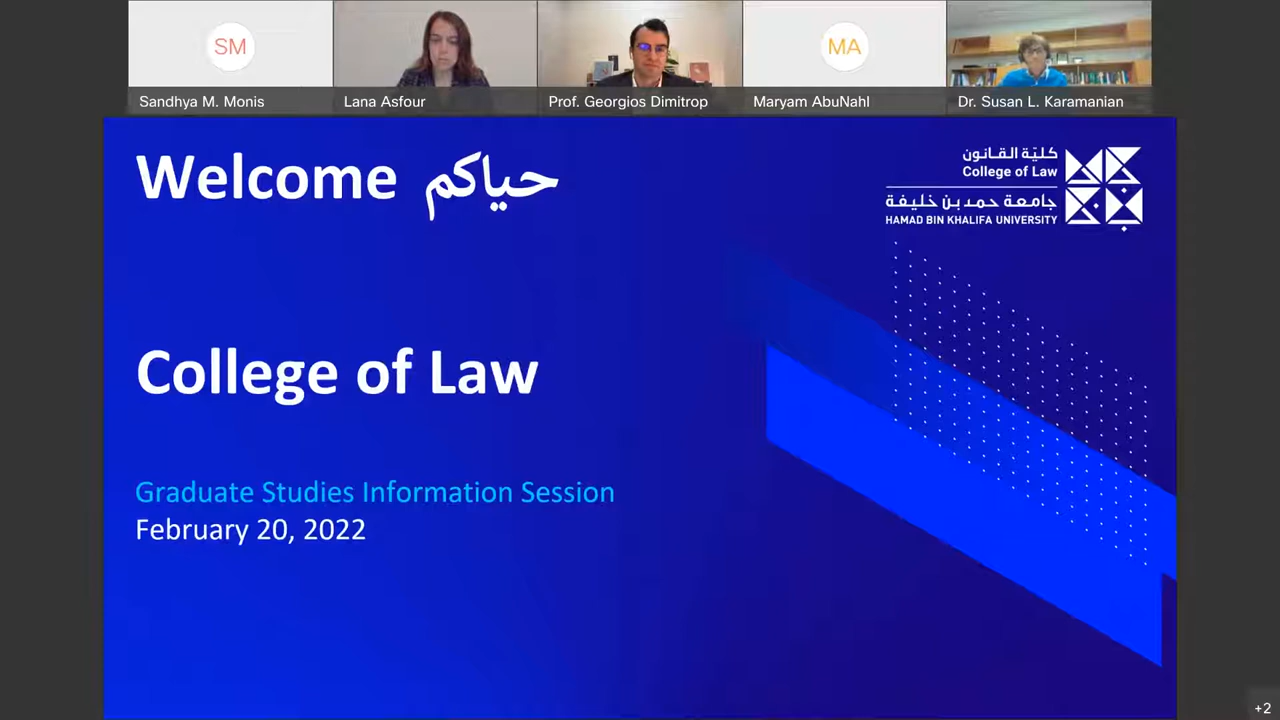 SM
MA
Sandhya M. Monis
Lana Asfour
Prof. Georgios Dimitrop
Maryam AbuNahl
Dr. Susan L. Karamanian
Welcome حياكم
كليّة القانون
College of Law
جامعة حمد بن خليفة
HAMAD BIN KHALIFA UNIVERSITY
College of Law
Graduate Studies Information Session
February 20, 2022
+2